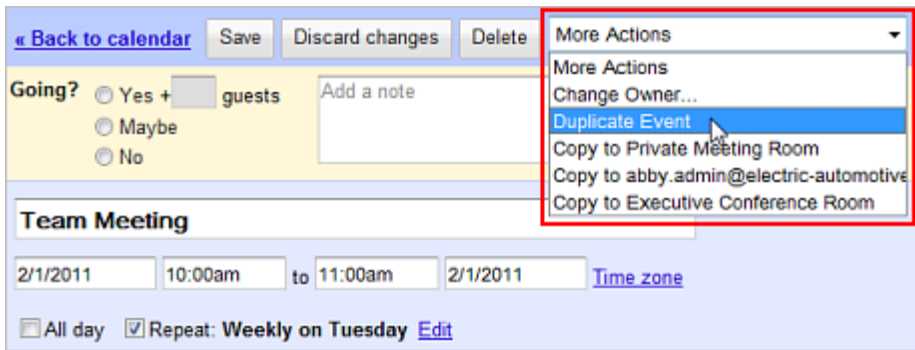 « Back to calendar Save Discard changes Delete More Actions
More Actions
Change Owner...
Duplicate Event
Copy to Private Meeting Room
Copy to abby.admin@electric-automotive
Copy to Executive Conference Room
Going? Yes + guests Add a note
Maybe
No
Team Meeting
2/1/2011 10:00am to 11:00am 2/1/2011 Time zone
All day Repeat: Weekly on Tuesday Edit